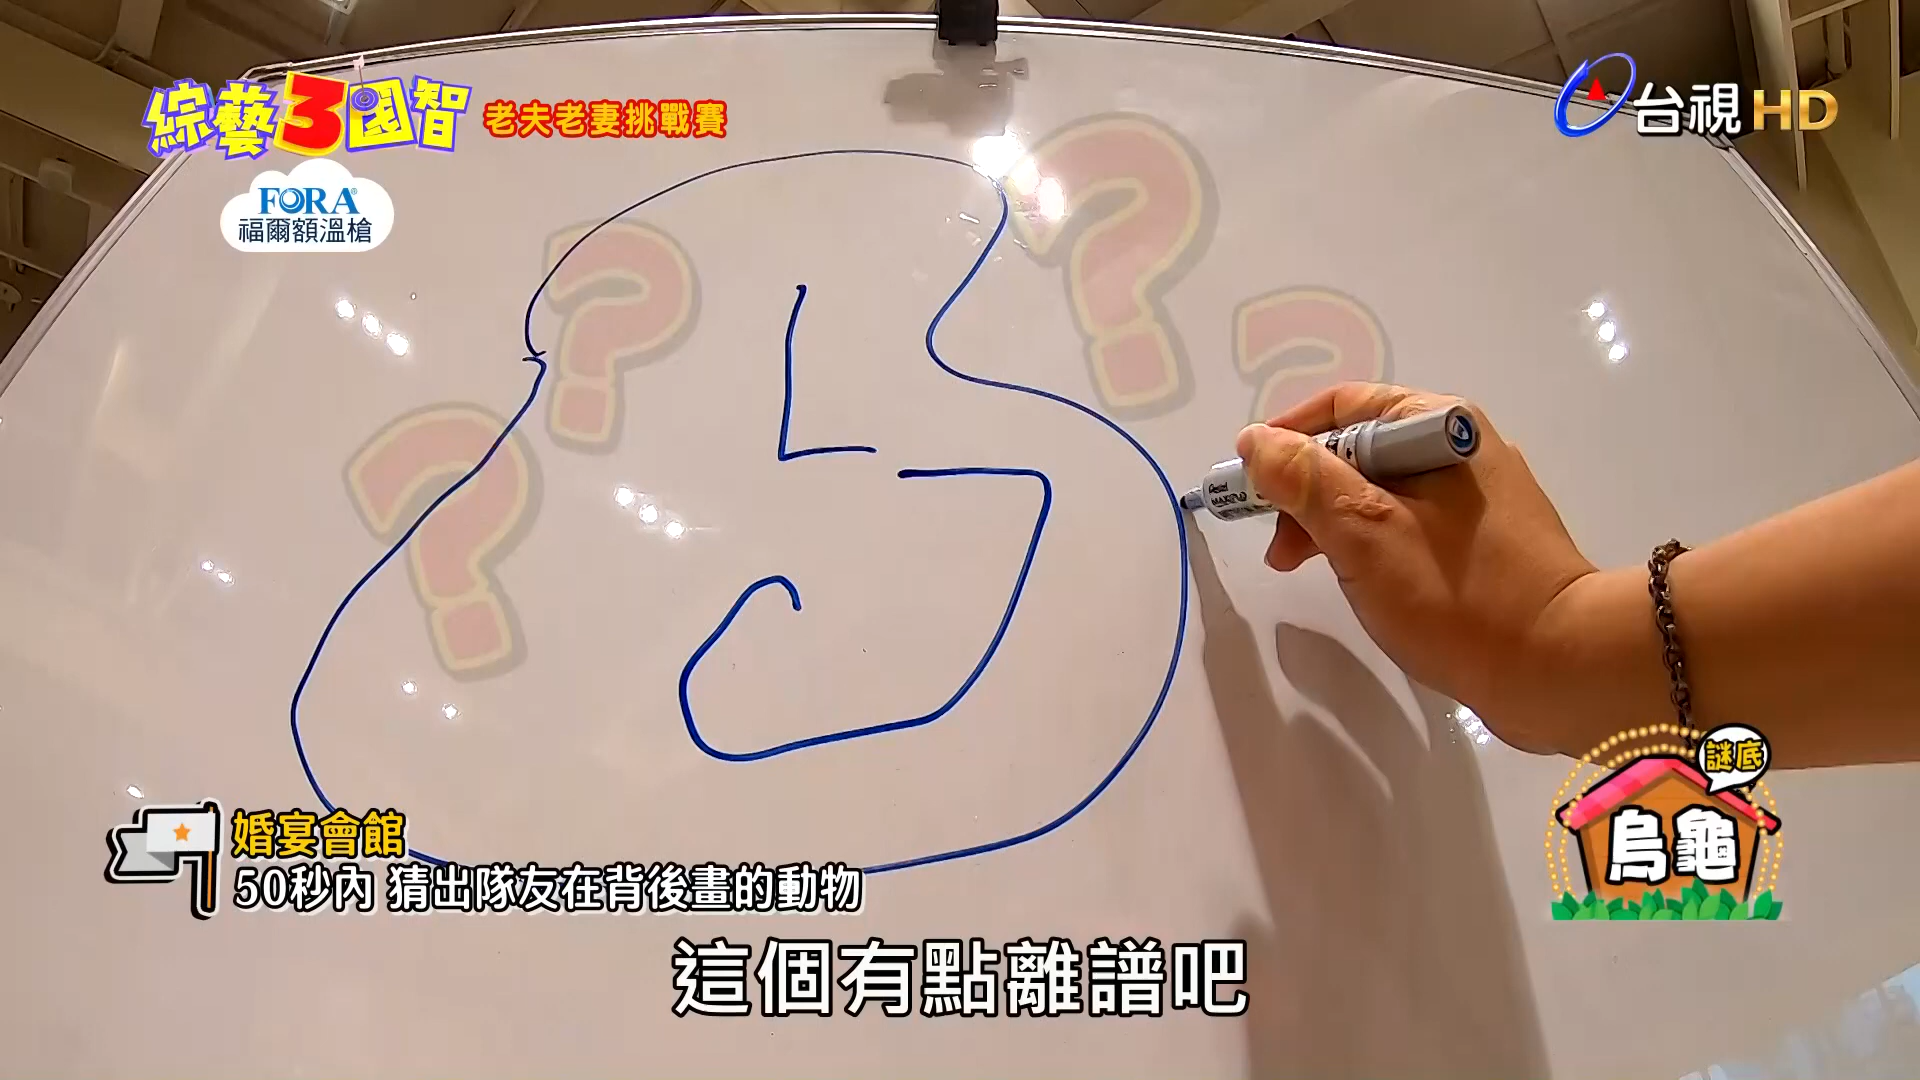 綜藝3國智
老夫老妻挑戰賽
台視HD
FORA
福爾額溫槍
Pentel
謎底
烏龜
婚宴會館
50秒內 猜出隊友在背後畫的動物
這個有點離譜吧